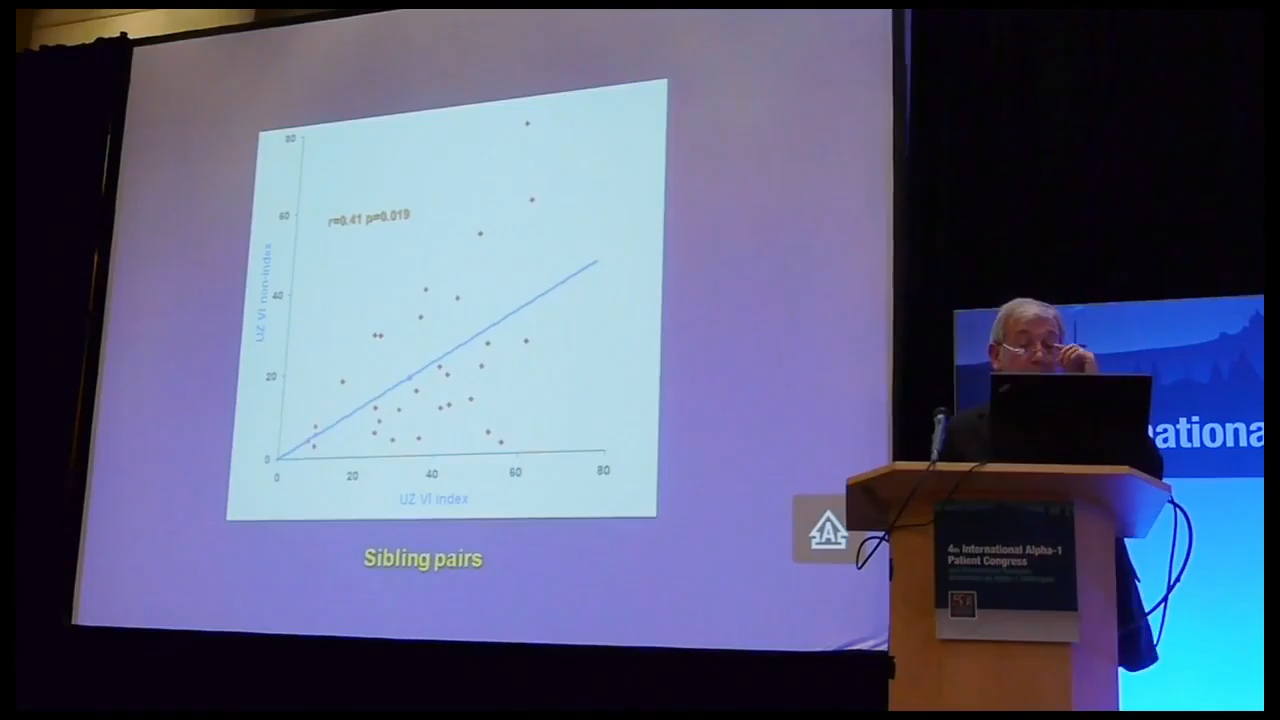 80
r=0.41 p=0.019
60
UZ VI non-index
40
20
0
0 20 40 60 80
UZ VI index
Sibling pairs
A
ationa
4th International Alpha-1
Patient Congress